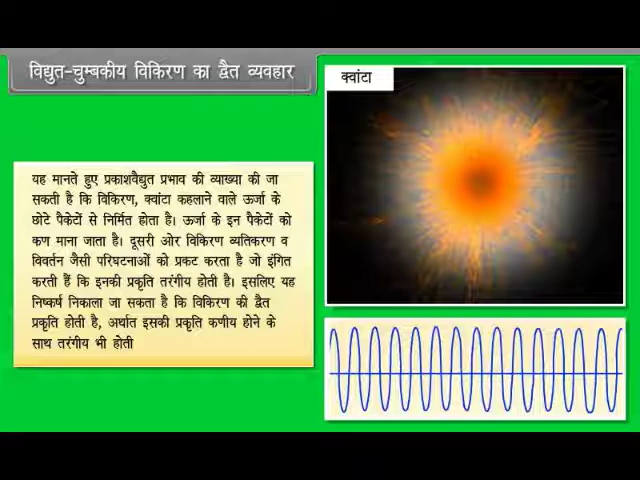 विद्युत-चुम्बकीय विकिरण का द्वैत व्यवहार
क्वांटा
यह मानते हुए प्रकाशवैद्युत प्रभाव की व्याख्या की जा
सकती है कि विकिरण, क्वांटा कहलाने वाले ऊर्जा के
छोटे पैकेटों से निर्मित होता है। ऊर्जा के इन पैकेटों को
कण माना जाता है। दूसरी ओर विकिरण व्यतिकरण व
विवर्तन जैसी परिघटनाओं को प्रकट करता है जो इंगित
करती हैं कि इनकी प्रकृति तरंगीय होती है। इसलिए यह
निष्कर्ष निकाला जा सकता है कि विकिरण की द्वैत
प्रकृति होती है, अर्थात इसकी प्रकृति कणीय होने के
साथ तरंगीय भी होती